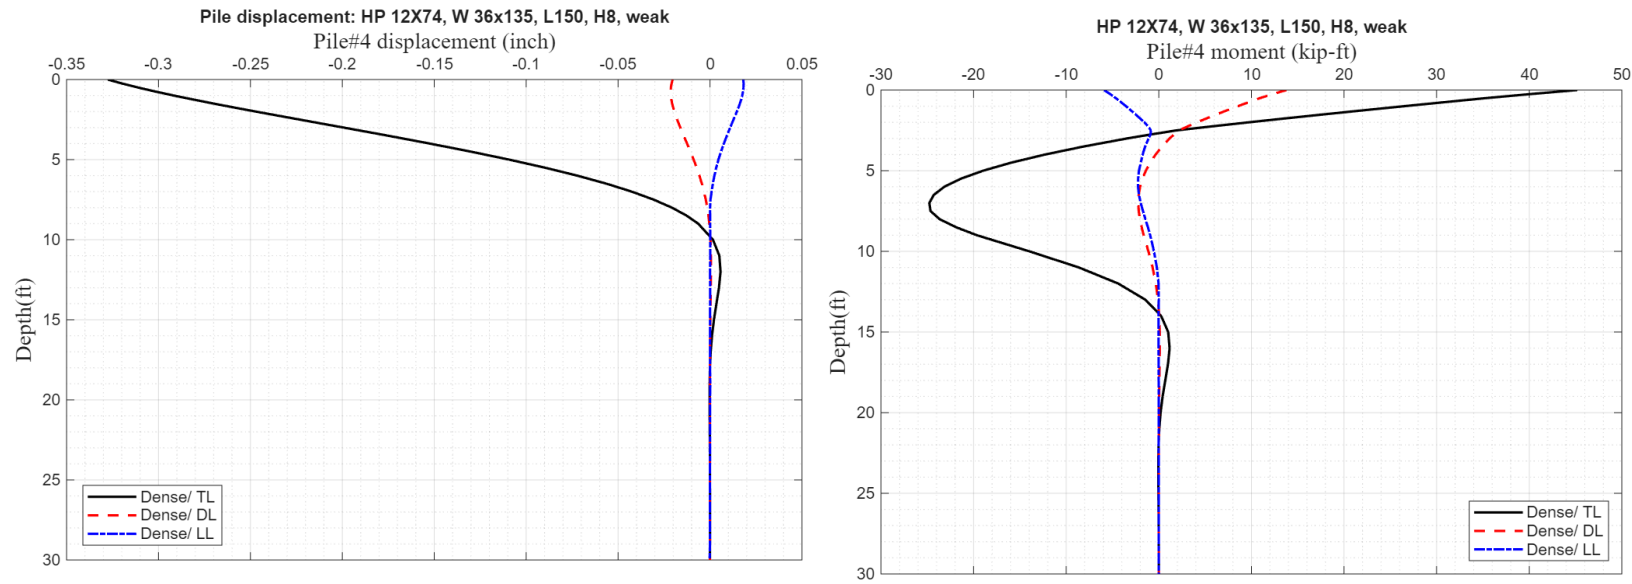 Pile displacement: HP 12X74, W 36x135, L150, H8, weak
Pile#4 displacement (inch)
-0.35 -0.3 -0.25 -0.2 -0.15 -0.1 -0.05 0 0.05
0
5
10
15
20
25
30
Depth(ft)
Dense/ TL
Dense/ DL
Dense/ LL
HP 12X74, W 36x135, L150, H8, weak
Pile#4 moment (kip-ft)
-30 -20 -10 0 10 20 30 40 50
0
5
10
15
20
25
30
Depth(ft)
Dense/ TL
Dense/ DL
Dense/ LL